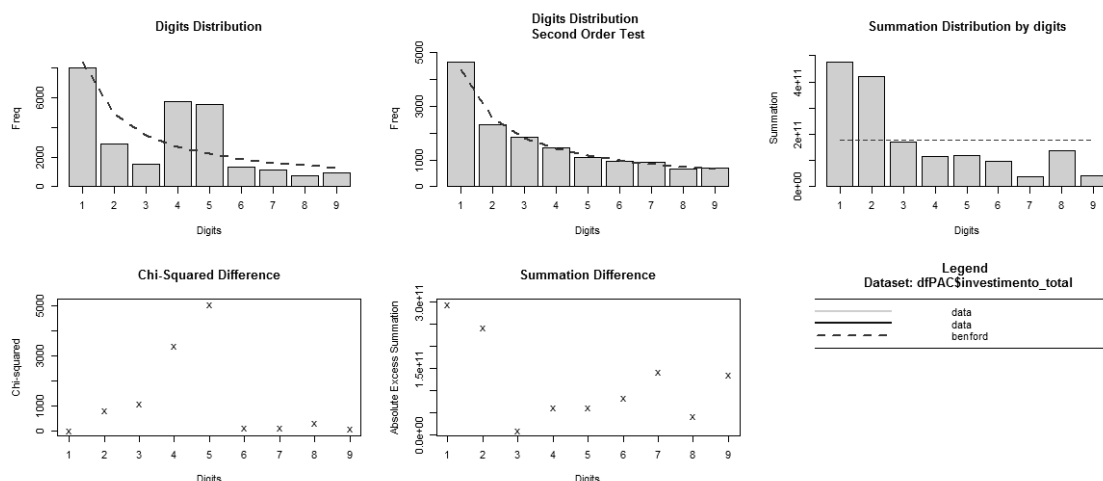 Digits Distribution
Freq
0 2000 6000
1 2 3 4 5 6 7 8 9
Digits
Digits Distribution
Second Order Test
Freq
0 1000 3000 5000
1 2 3 4 5 6 7 8 9
Digits
Summation Distribution by digits
Summation
0e+00 2e+11 4e+11
1 2 3 4 5 6 7 8 9
Digits
Chi-Squared Difference
Chi-squared
0 1000 3000 5000
1 2 3 4 5 6 7 8 9
Digits
Summation Difference
Absolute Excess Summation
0.0e+00 1.5e+11 3.0e+11
1 2 3 4 5 6 7 8 9
Digits
Legend
Dataset: dfPAC$investimento_total
data
data
benford